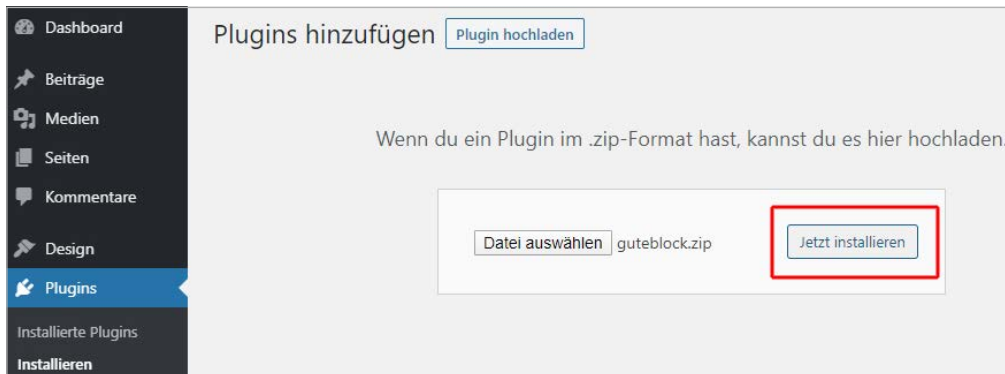 Dashboard
Beiträge
Medien
Seiten
Kommentare
Design
Plugins
Installierte Plugins
Installieren
Plugins hinzufügen Plugin hochladen
Wenn du ein Plugin im .zip-Format hast, kannst du es hier hochladen.
Datei auswählen guteblock.zip Jetzt installieren